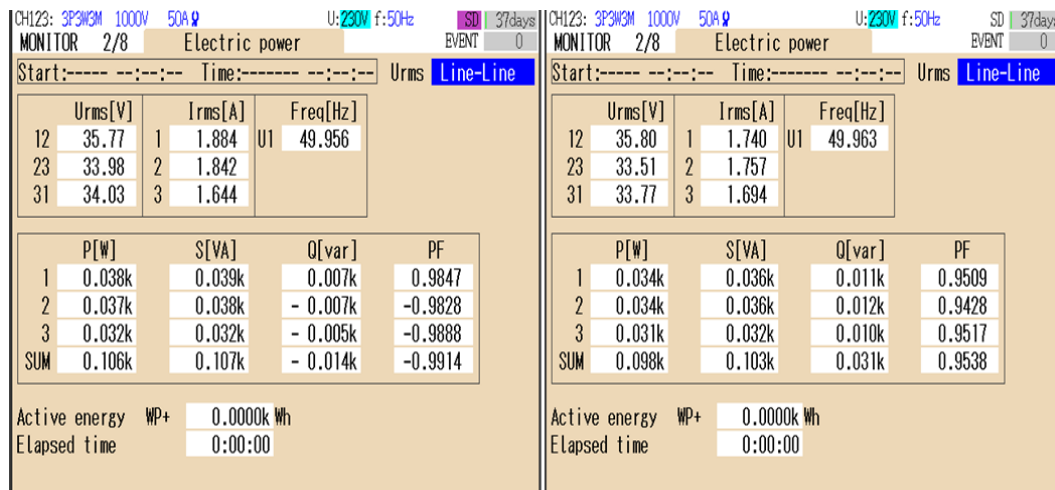 CH123: 3P3W3M 1000V 50A U:230V f:50Hz SD 37days
MONITOR 2/8 Electric power EVENT 0
Start:----- --:--:-- Time:------- --:--:-- Urms Line-Line
Urms[V] Irms[A] Freq[Hz]
12 35.77 1 1.884 U1 49.956
23 33.98 2 1.842
31 34.03 3 1.644
P[W] S[VA] Q[var] PF
1 0.038k 0.039k 0.007k 0.9847
2 0.037k 0.038k - 0.007k -0.9828
3 0.032k 0.032k - 0.005k -0.9888
SUM 0.106k 0.107k - 0.014k -0.9914
Active energy WP+ 0.0000k Wh
Elapsed time 0:00:00
CH123: 3P3W3M 1000V 50A U:230V f:50Hz SD 37days
MONITOR 2/8 Electric power EVENT 0
Start:----- --:--:-- Time:------- --:--:-- Urms Line-Line
Urms[V] Irms[A] Freq[Hz]
12 35.80 1 1.740 U1 49.963
23 33.51 2 1.757
31 33.77 3 1.694
P[W] S[VA] Q[var] PF
1 0.034k 0.036k 0.011k 0.9509
2 0.034k 0.036k 0.012k 0.9428
3 0.031k 0.032k 0.010k 0.9517
SUM 0.098k 0.103k 0.031k 0.9538
Active energy WP+ 0.0000k Wh
Elapsed time 0:00:00